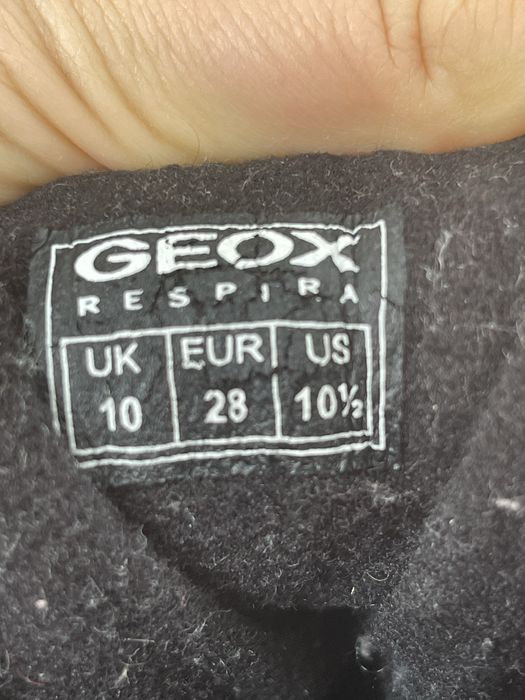 GEOX
RESPIRA
UK EUR US
10 28 10½